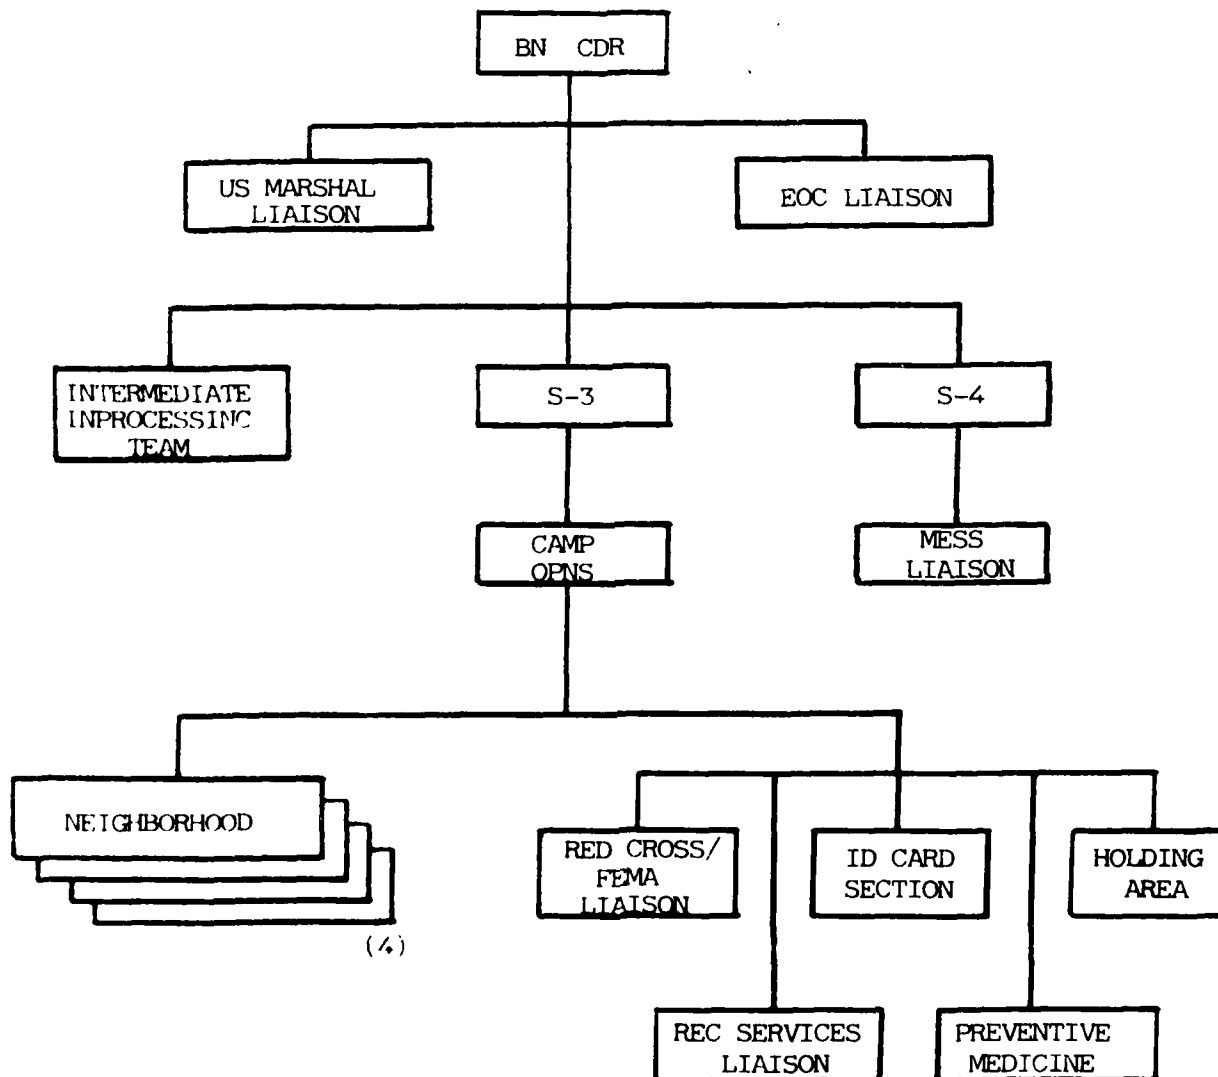 BN CDR
US MARSHAL
LIAISON
EOC LIAISON
INTERMEDIATE
INPROCESSING
TEAM
S-3
S-4
CAMP
OPNS
MESS
LIAISON
NEIGHBORHOOD
(4)
RED CROSS/
FEMA
LIAISON
ID CARD
SECTION
HOLDING
AREA
REC SERVICES
LIAISON
PREVENTIVE
MEDICINE